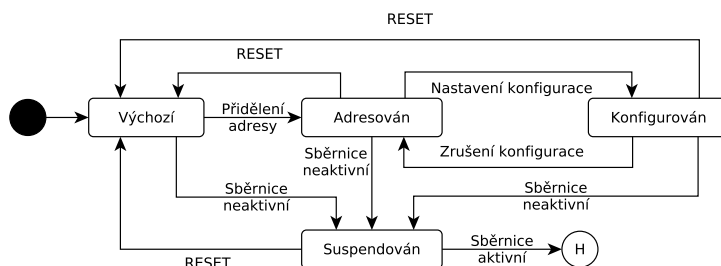 RESET
RESET
Nastavení konfigurace
Výchozí
Přidělení
adresy
Adresován
Konfigurován
Sběrnice
neaktivní
Zrušení konfigurace
Sběrnice
neaktivní
Sběrnice
neaktivní
Suspendován
Sběrnice
aktivní
H
RESET